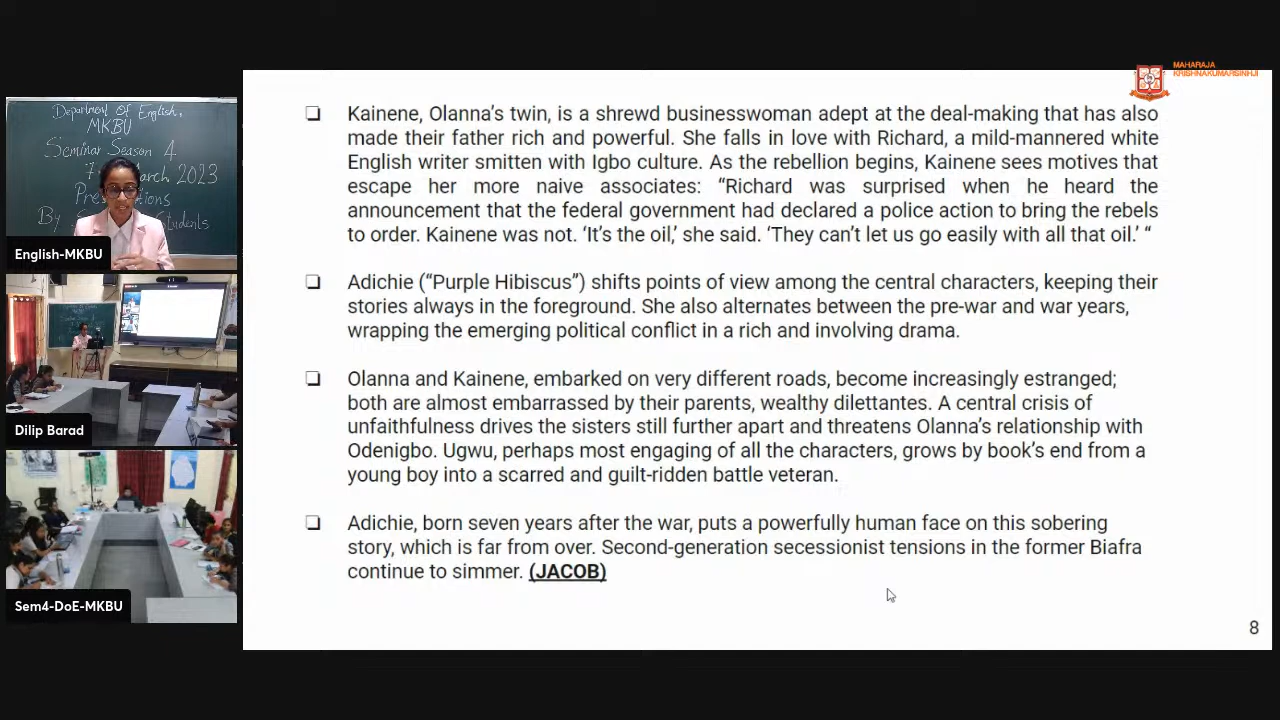 MAHARAJA
KRISHNAKUMARSINHJI
Department Of English,
MKBU
Seminar Season 4
March 2023
By
English-MKBU
Dilip Barad
Sem4-DoE-MKBU
❑ Kainene, Olanna’s twin, is a shrewd businesswoman adept at the deal-making that has also
made their father rich and powerful. She falls in love with Richard, a mild-mannered white
English writer smitten with Igbo culture. As the rebellion begins, Kainene sees motives that
escape her more naive associates: “Richard was surprised when he heard the
announcement that the federal government had declared a police action to bring the rebels
to order. Kainene was not. ‘It’s the oil,’ she said. ‘They can’t let us go easily with all that oil.’ “
❑ Adichie (“Purple Hibiscus”) shifts points of view among the central characters, keeping their
stories always in the foreground. She also alternates between the pre-war and war years,
wrapping the emerging political conflict in a rich and involving drama.
❑ Olanna and Kainene, embarked on very different roads, become increasingly estranged;
both are almost embarrassed by their parents, wealthy dilettantes. A central crisis of
unfaithfulness drives the sisters still further apart and threatens Olanna’s relationship with
Odenigbo. Ugwu, perhaps most engaging of all the characters, grows by book’s end from a
young boy into a scarred and guilt-ridden battle veteran.
❑ Adichie, born seven years after the war, puts a powerfully human face on this sobering
story, which is far from over. Second-generation secessionist tensions in the former Biafra
continue to simmer. (JACOB)
8